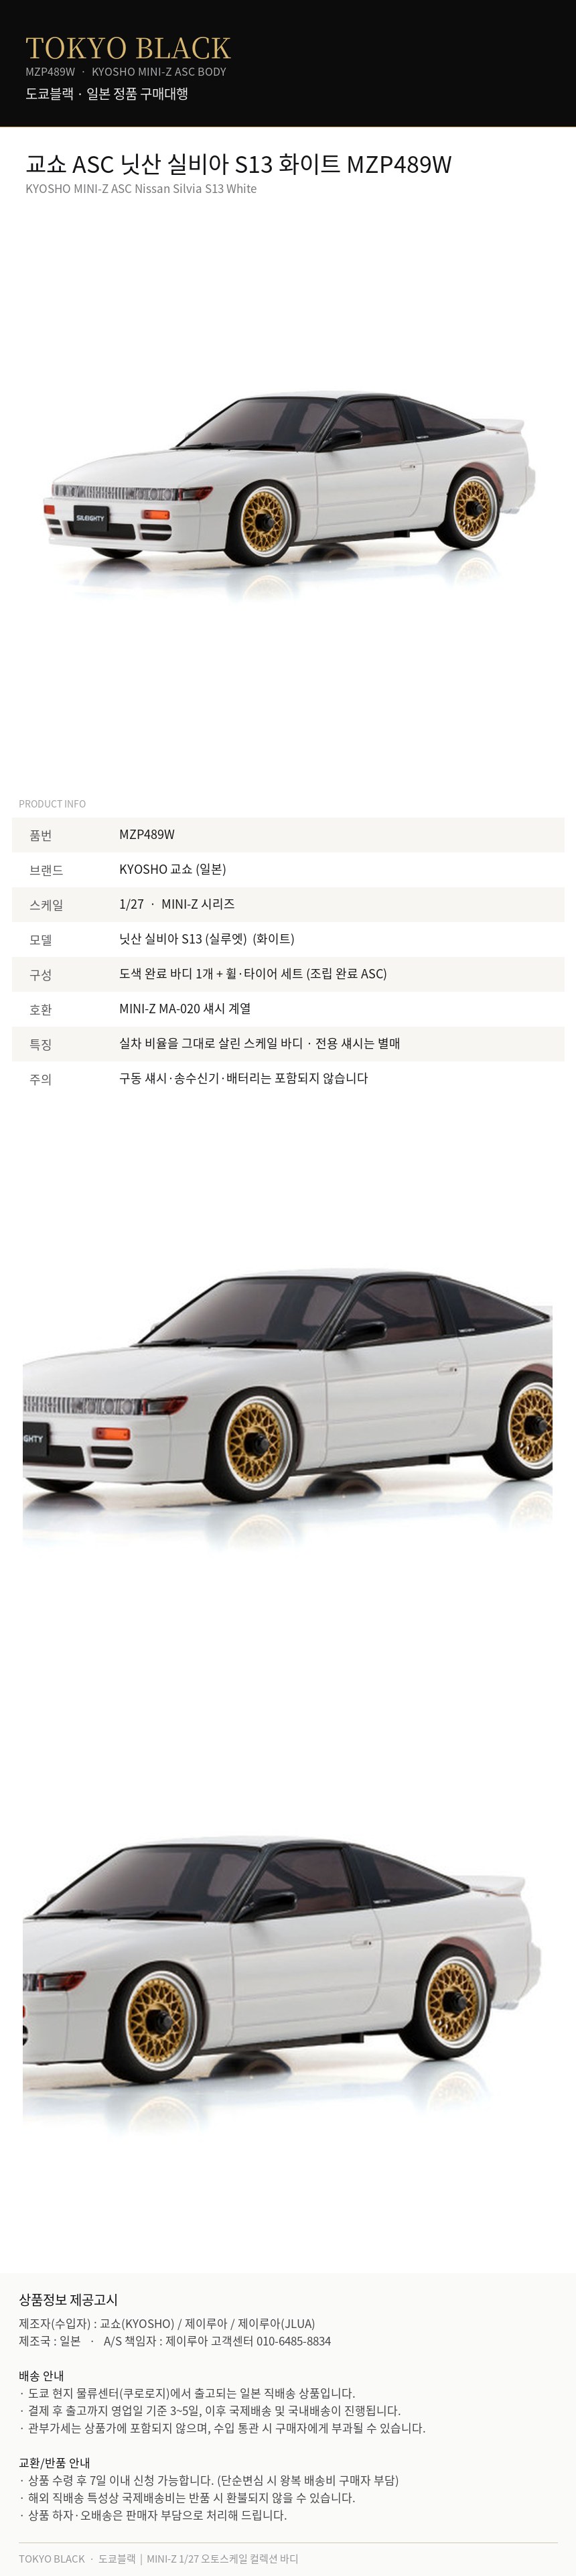 TOKYO BLACK
MZP489W · KYOSHO MINI-Z ASC BODY
도쿄블랙 · 일본 정품 구매대행
교쇼 ASC 닛산 실비아 S13 화이트 MZP489W
KYOSHO MINI-Z ASC Nissan Silvia S13 White
SILEIGHTY
PRODUCT INFO
품번 MZP489W
브랜드 KYOSHO 교쇼 (일본)
스케일 1/27 · MINI-Z 시리즈
모델 닛산 실비아 S13 (실루엣) (화이트)
구성 도색 완료 바디 1개 + 휠·타이어 세트 (조립 완료 ASC)
호환 MINI-Z MA-020 섀시 계열
특징 실차 비율을 그대로 살린 스케일 바디 · 전용 섀시는 별매
주의 구동 섀시·송수신기·배터리는 포함되지 않습니다
GHTY
상품정보 제공고시
제조자(수입자) : 교쇼(KYOSHO) / 제이루아 / 제이루아(JLUA)
제조국 : 일본 · A/S 책임자 : 제이루아 고객센터 010-6485-8834
배송 안내
· 도쿄 현지 물류센터(쿠로로지)에서 출고되는 일본 직배송 상품입니다.
· 결제 후 출고까지 영업일 기준 3~5일, 이후 국제배송 및 국내배송이 진행됩니다.
· 관부가세는 상품가에 포함되지 않으며, 수입 통관 시 구매자에게 부과될 수 있습니다.
교환/반품 안내
· 상품 수령 후 7일 이내 신청 가능합니다. (단순변심 시 왕복 배송비 구매자 부담)
· 해외 직배송 특성상 국제배송비는 반품 시 환불되지 않을 수 있습니다.
· 상품 하자·오배송은 판매자 부담으로 처리해 드립니다.
TOKYO BLACK · 도쿄블랙 | MINI-Z 1/27 오토스케일 컬렉션 바디